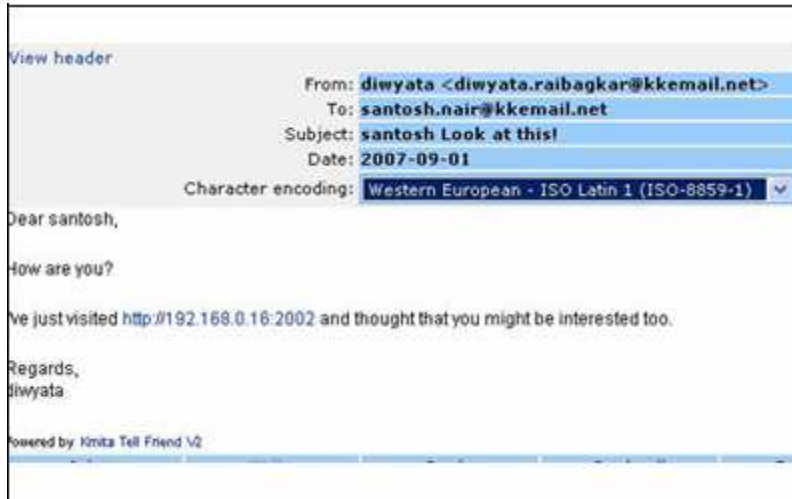 View header
From: diwyata <diwyata.raibagkar@kkemail.net>
To: santosh.nair@kkemail.net
Subject: santosh Look at this!
Date: 2007-09-01
Character encoding: Western European - ISO Latin 1 (ISO-8859-1)
Dear santosh,
How are you?
've just visited http://192.168.0.16:2002 and thought that you might be interested too.
Regards,
diwyata
Powered by Kmita Tell Friend V2